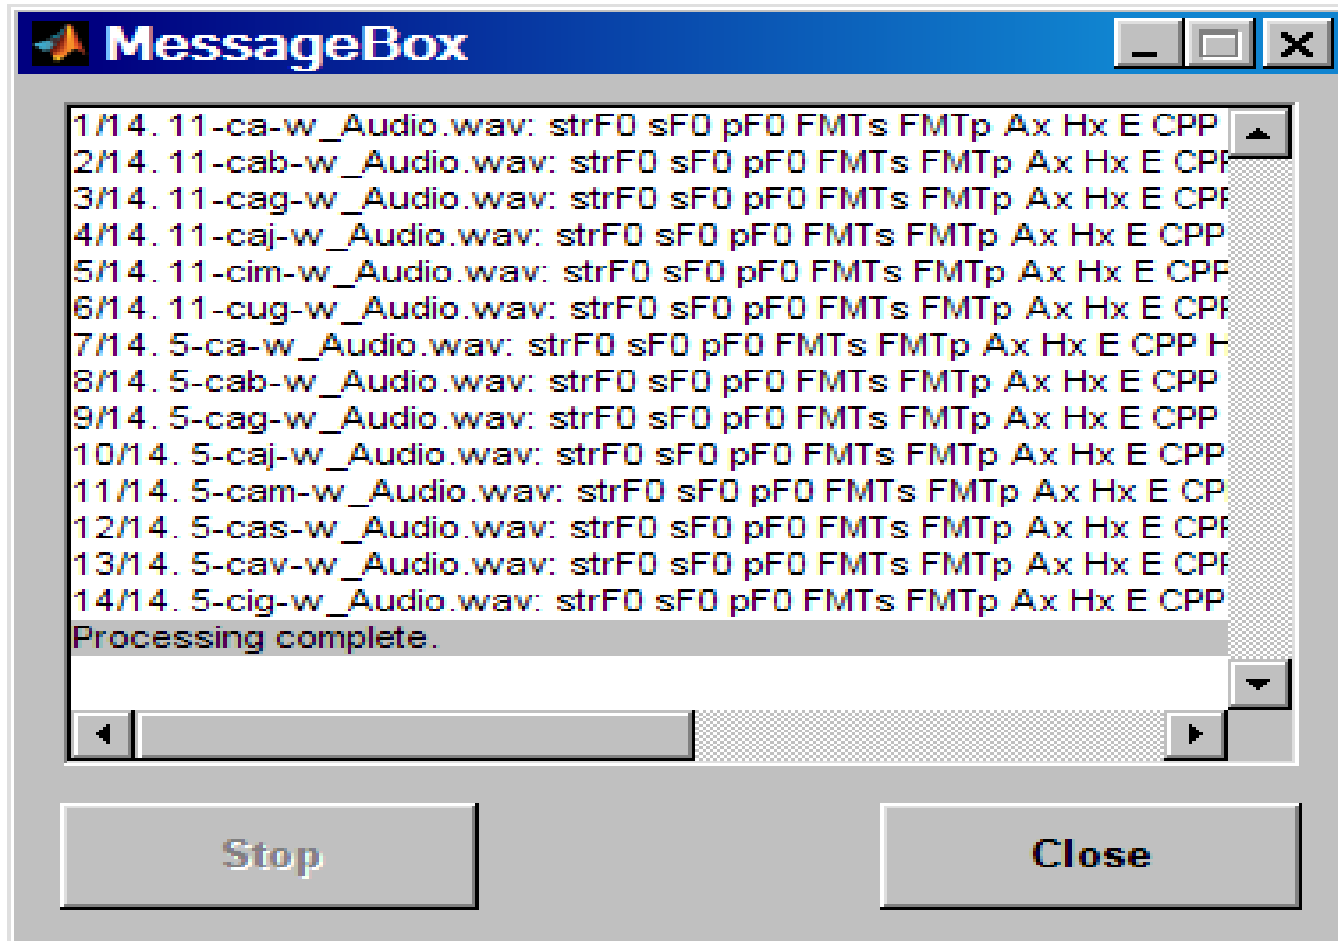 MessageBox
1/14. 11-ca-w_Audio.wav: strF0 sF0 pF0 FMTs FMTp Ax Hx E CPP
2/14. 11-cab-w_Audio.wav: strF0 sF0 pF0 FMTs FMTp Ax Hx E CPP
3/14. 11-cag-w_Audio.wav: strF0 sF0 pF0 FMTs FMTp Ax Hx E CPP
4/14. 11-caj-w_Audio.wav: strF0 sF0 pF0 FMTs FMTp Ax Hx E CPP
5/14. 11-cim-w_Audio.wav: strF0 sF0 pF0 FMTs FMTp Ax Hx E CPP
6/14. 11-cug-w_Audio.wav: strF0 sF0 pF0 FMTs FMTp Ax Hx E CPP
7/14. 5-ca-w_Audio.wav: strF0 sF0 pF0 FMTs FMTp Ax Hx E CPP H
8/14. 5-cab-w_Audio.wav: strF0 sF0 pF0 FMTs FMTp Ax Hx E CPP
9/14. 5-cag-w_Audio.wav: strF0 sF0 pF0 FMTs FMTp Ax Hx E CPP
10/14. 5-caj-w_Audio.wav: strF0 sF0 pF0 FMTs FMTp Ax Hx E CPP
11/14. 5-cam-w_Audio.wav: strF0 sF0 pF0 FMTs FMTp Ax Hx E CP
12/14. 5-cas-w_Audio.wav: strF0 sF0 pF0 FMTs FMTp Ax Hx E CPP
13/14. 5-cav-w_Audio.wav: strF0 sF0 pF0 FMTs FMTp Ax Hx E CPP
14/14. 5-cig-w_Audio.wav: strF0 sF0 pF0 FMTs FMTp Ax Hx E CPP
Processing complete.
Stop
Close